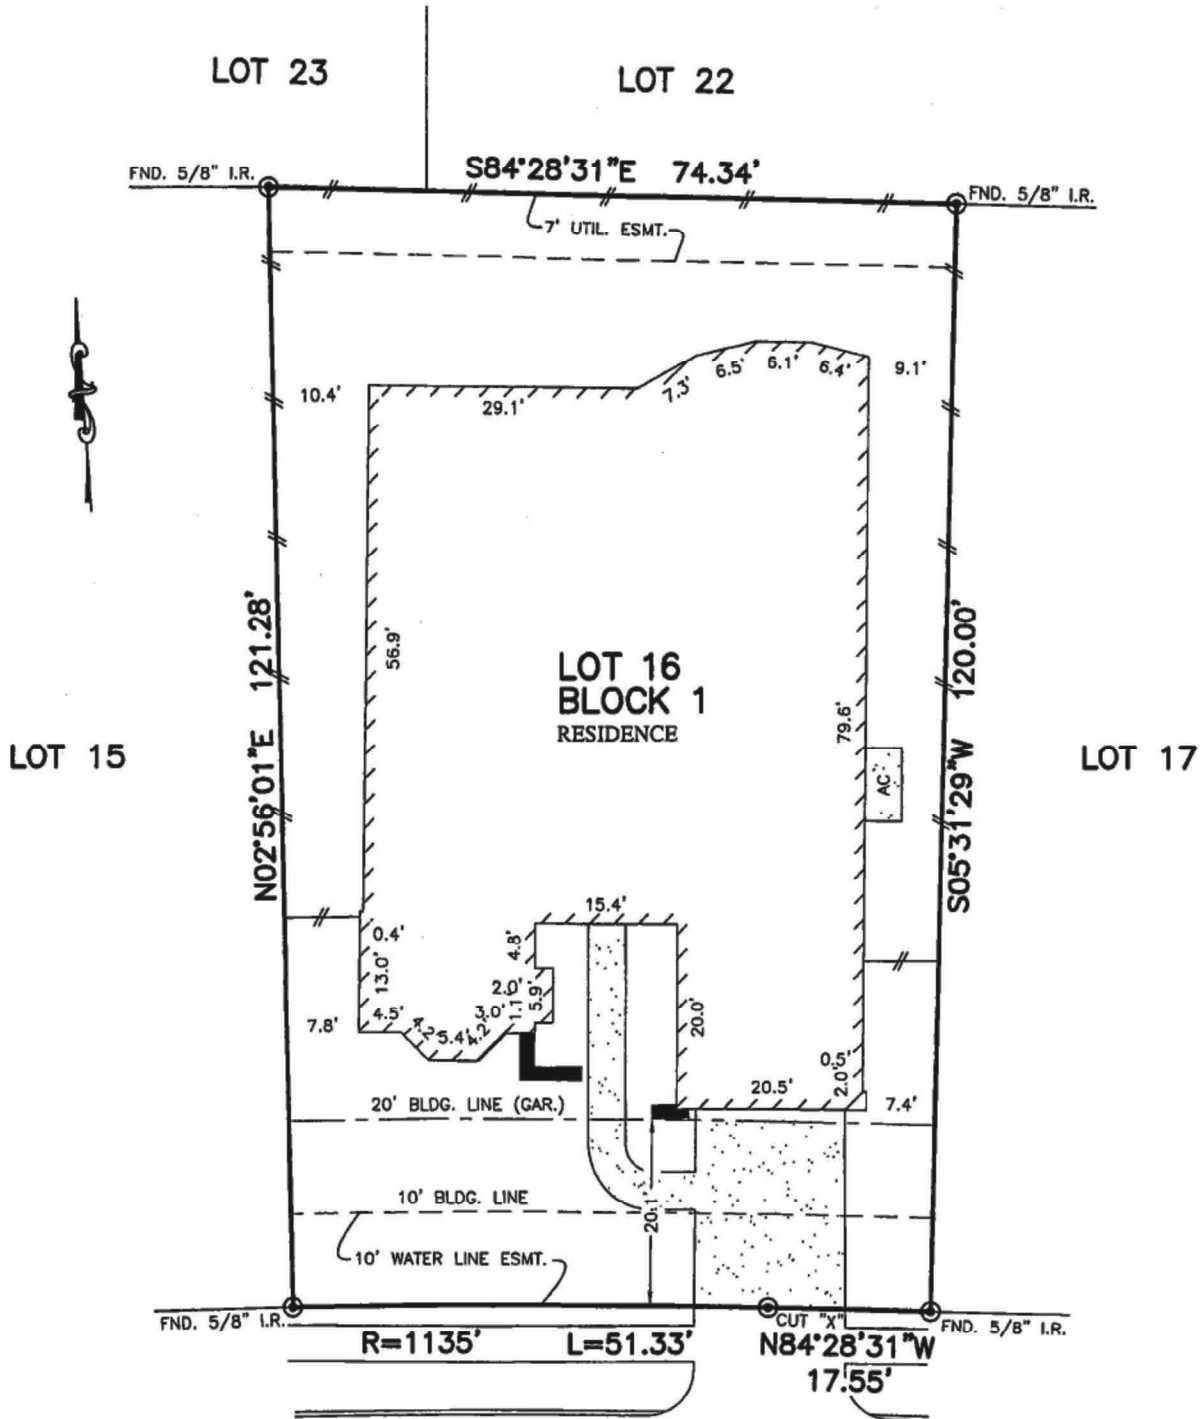 LOT 23
LOT 22
S84°28'31"E 74.34'
FND. 5/8" I.R.
FND. 5/8" I.R.
7' UTIL. ESMT.
10.4'
29.1'
7.3'
6.5'
6.1'
6.4'
9.1'
56.9'
N02°56'01"E 121.28'
LOT 16
BLOCK 1
RESIDENCE
79.6'
S05°31'29"W 120.00'
LOT 15
LOT 17
AC
15.4'
0.4'
13.0'
4.8'
2.0'
5.9'
3.0'
1.1'
4.5'
4.2'
5.4'
4.2'
7.8'
20.0'
0.5'
2.0'
20.5'
7.4'
20' BLDG. LINE (GAR.)
10' BLDG. LINE
20.1
10' WATER LINE ESMT.
FND. 5/8" I.R.
CUT "X"
FND. 5/8" I.R.
R=1135' L=51.33'
N84°28'31"W
17.55'